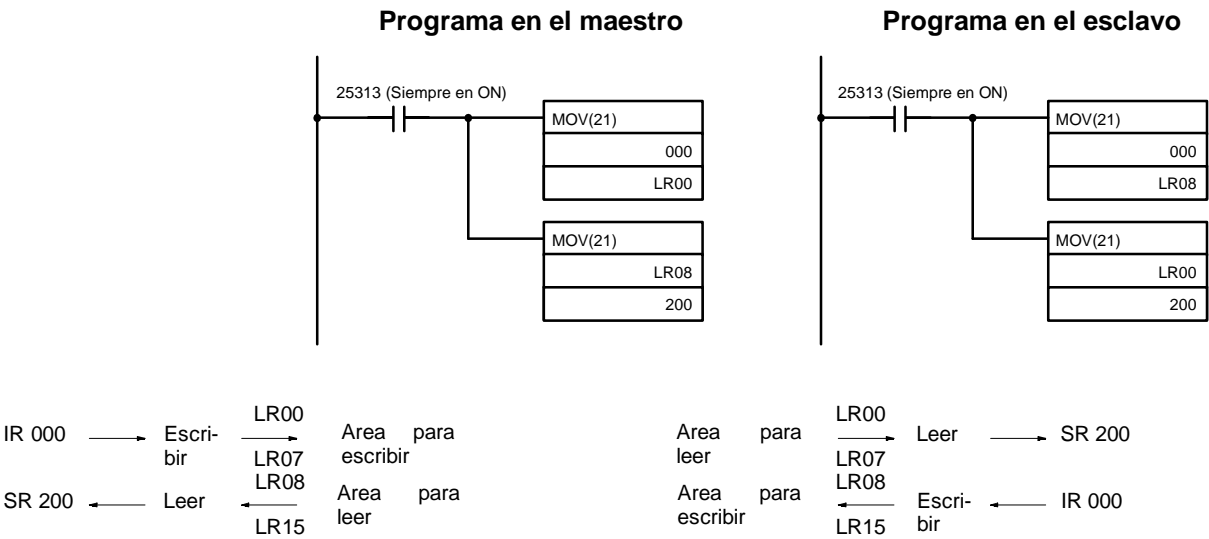 Programa en el maestro
Programa en el esclavo
25313 (Siempre en ON)
MOV(21)
000
LR00
MOV(21)
LR08
200
25313 (Siempre en ON)
MOV(21)
000
LR08
MOV(21)
LR00
200
IR 000
Escri-
bir
LR00
LR07
Area para
escribir
SR 200
Leer
LR08
LR15
Area para
leer
Area para
leer
LR00
LR07
Leer
SR 200
Area para
escribir
LR08
LR15
Escri-
bir
IR 000